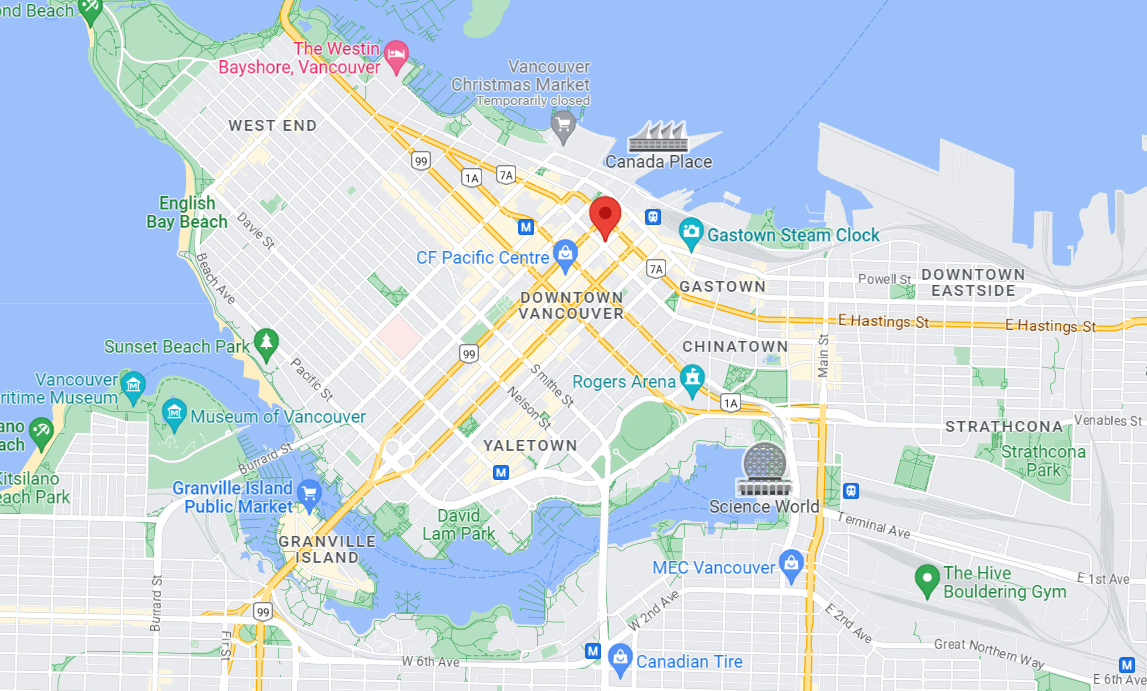 ond Beach
The Westin
Bayshore, Vancouver
Vancouver
Christmas Market
Temporarily closed
WEST END
Canada Place
99
1A
7A
English
Bay Beach
Davie St
M
Gastown Steam Clock
CF Pacific Centre
7A
Beach Ave
Powell St
DOWNTOWN
EASTSIDE
GASTOWN
DOWNTOWN
VANCOUVER
E Hastings St
E Hastings St
Sunset Beach Park
99
CHINATOWN
Main St
Pacific St
Smithe St
Nelson St
Rogers Arena
1A
Vancouver
ritime Museum
Museum of Vancouver
ano
ach
YALETOWN
STRATHCONA
Venables St
Strathcona
Park
Burrard St
M
Kitsilano
each Park
Granville Island
Public Market
Science World
David
Lam Park
GRANVILLE
ISLAND
Terminal Ave
MEC Vancouver
E 1st Ave
The Hive
Bouldering Gym
Burrard St
99
W 2nd Ave
E 2nd Ave
Fir St
Great Northern Way
M
W 6th Ave
Canadian Tire
M
E 6th Ave